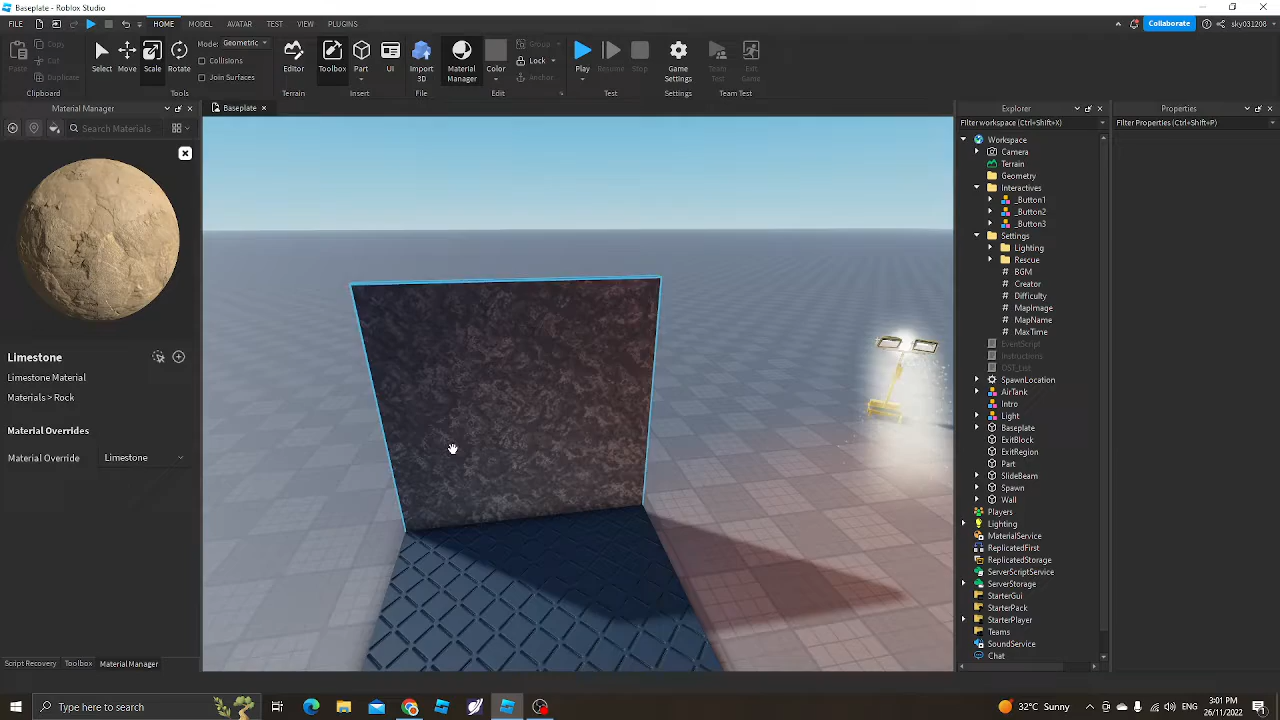 Baseplate - Roblox Studio
FILE
HOME MODEL AVATAR TEST VIEW PLUGINS
Collaborate sky031206
Paste
Copy
Cut
Duplicate
Clipboard
Select Move Scale Rotate
Mode: Geometric
Collisions
Join Surfaces
Tools
Editor
Terrain
Toolbox Part UI
Insert
Import
3D
File
Material
Manager
Color
Group
Lock
Anchor
Edit
Play Resume Stop
Test
Game
Settings
Settings
Team
Test
Exit
Game
Team Test
Material Manager
Search Materials
Limestone
Limestone Material
Materials > Rock
Material Overrides
Material Override Limestone
Script Recovery Toolbox Material Manager
Baseplate
Explorer
Filter workspace (Ctrl+Shift+X)
Workspace
Camera
Terrain
Geometry
Interactives
_Button1
_Button2
_Button3
Settings
Lighting
Rescue
BGM
Creator
Difficulty
MapImage
MapName
MaxTime
EventScript
Instructions
OST_List
SpawnLocation
AirTank
Intro
Light
Baseplate
ExitBlock
ExitRegion
Part
SlideBeam
Spawn
Wall
Players
Lighting
MaterialService
ReplicatedFirst
ReplicatedStorage
ServerScriptService
ServerStorage
StarterGui
StarterPack
StarterPlayer
Teams
SoundService
Chat
Properties
Filter Properties (Ctrl+Shift+P)
Type here to search
32°C Sunny
3:01 PM
26/11/2022